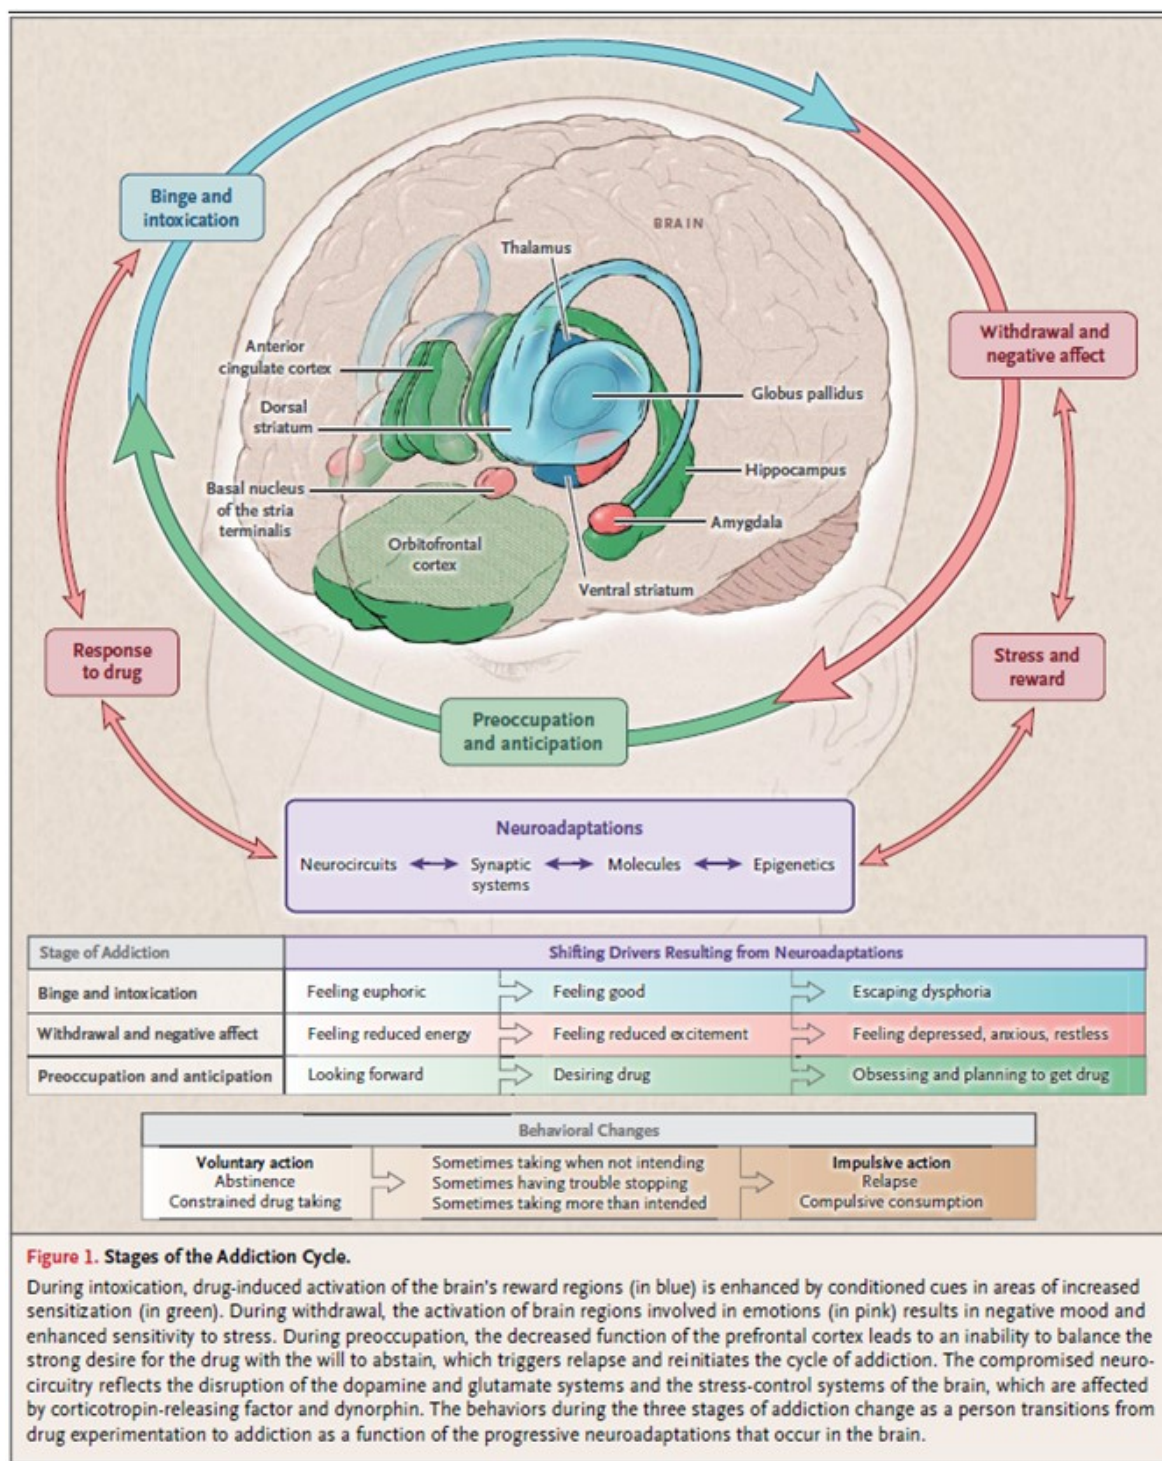 Binge and
intoxication
BRAIN
Thalamus
Anterior
cingulate cortex
Withdrawal and
negative affect
Dorsal
striatum
Globus pallidus
Hippocampus
Basal nucleus
of the stria
terminalis
Amygdala
Orbitofrontal
cortex
Ventral striatum
Response
to drug
Stress and
reward
Preoccupation
and anticipation
Neuroadaptations
Neurocircuits Synaptic systems Molecules Epigenetics
Stage of Addiction Shifting Drivers Resulting from Neuroadaptations
Binge and intoxication Feeling euphoric Feeling good Escaping dysphoria
Withdrawal and negative affect Feeling reduced energy Feeling reduced excitement Feeling depressed, anxious, restless
Preoccupation and anticipation Looking forward Desiring drug Obsessing and planning to get drug
Behavioral Changes
Voluntary action Sometimes taking when not intending Impulsive action
Abstinence Sometimes having trouble stopping Relapse
Constrained drug taking Sometimes taking more than intended Compulsive consumption
Figure 1. Stages of the Addiction Cycle.
During intoxication, drug-induced activation of the brain's reward regions (in blue) is enhanced by conditioned cues in areas of increased
sensitization (in green). During withdrawal, the activation of brain regions involved in emotions (in pink) results in negative mood and
enhanced sensitivity to stress. During preoccupation, the decreased function of the prefrontal cortex leads to an inability to balance the
strong desire for the drug with the will to abstain, which triggers relapse and reinitiates the cycle of addiction. The compromised neuro-
circuitry reflects the disruption of the dopamine and glutamate systems and the stress-control systems of the brain, which are affected
by corticotropin-releasing factor and dynorphin. The behaviors during the three stages of addiction change as a person transitions from
drug experimentation to addiction as a function of the progressive neuroadaptations that occur in the brain.